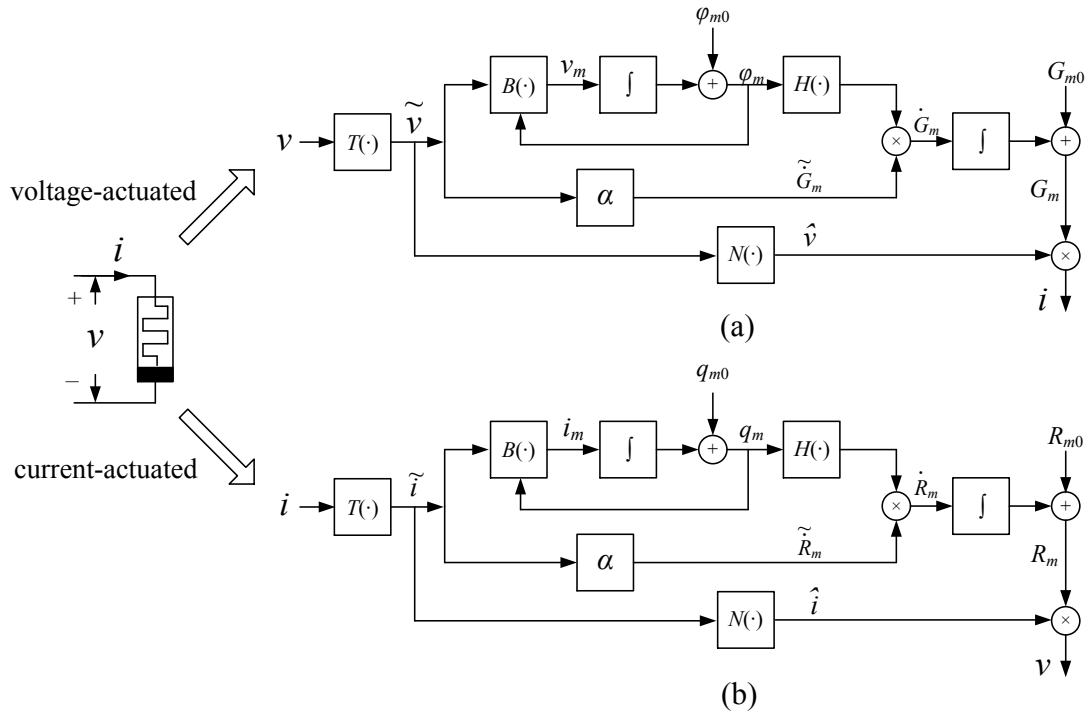 φm0
B(·)
vm
∫
+
φm
H(·)
Gm0
v
T(·)
ṽ
×
Ġm
∫
+
voltage-actuated
α
G̃̇m
Gm
i
N(·)
v̂
×
+
v
−
i
(a)
qm0
B(·)
im
∫
+
qm
H(·)
Rm0
current-actuated
i
T(·)
ĩ
×
Ṙm
∫
+
α
R̃̇m
Rm
N(·)
î
×
v
(b)